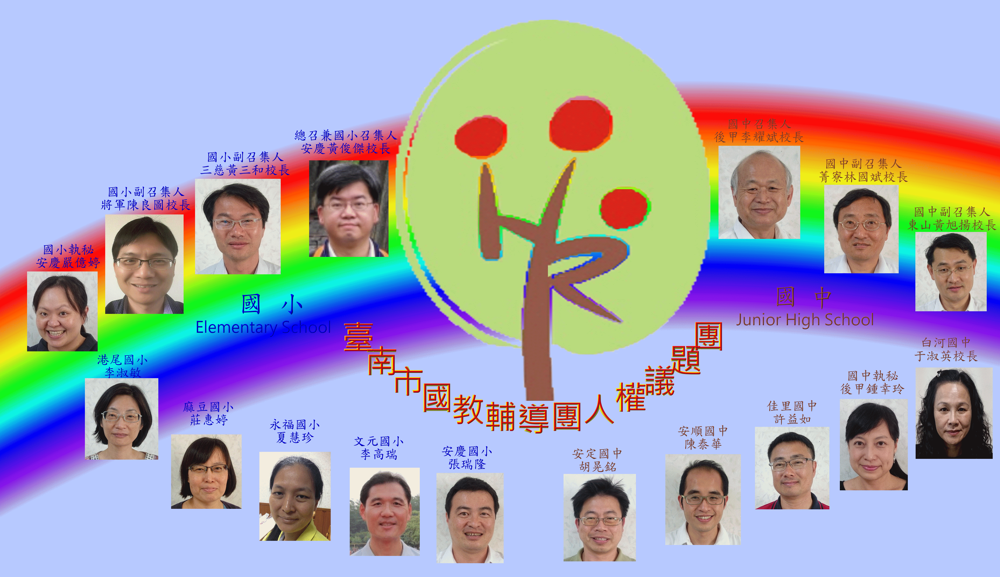 總召兼國小召集人
安慶黃俊傑校長
國小副召集人
三慈黃三和校長
國小副召集人
將軍陳良圖校長
國小執秘
安慶嚴億婷
國小
Elementary School
港尾國小
李淑敏
麻豆國小
莊惠婷
永福國小
夏慧珍
文元國小
李高瑞
安慶國小
張瑞隆
HR
臺南市國教輔導團人權議題團
國中召集人
後甲李耀斌校長
國中副召集人
菁寮林國斌校長
國中副召集人
東山黃旭揚校長
國中
Junior High School
白河國中
于淑英校長
國中執秘
後甲鍾幸玲
佳里國中
許益如
安順國中
陳泰華
安定國中
胡晃銘